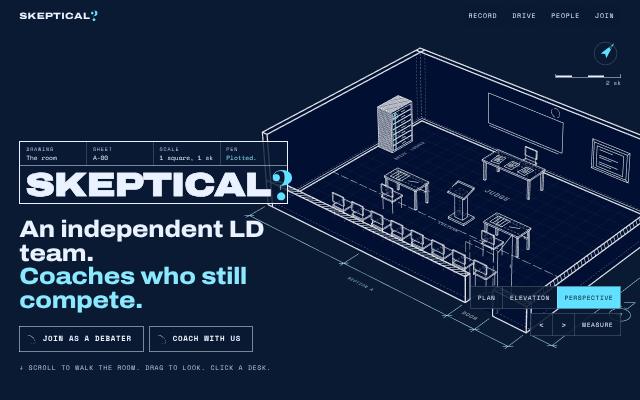 SKEPTICAL?
RECORD DRIVE PEOPLE JOIN
2 sk
DRAWING SHEET SCALE PEN
The room A-00 1 square, 1 sk Plotted.
SKEPTICAL?
JUDGE
An independent LD
team.
Coaches who still
compete.
SECTION A
DOOR
PLAN ELEVATION PERSPECTIVE
< > MEASURE
JOIN AS A DEBATER COACH WITH US
↓ SCROLL TO WALK THE ROOM. DRAG TO LOOK. CLICK A DESK.